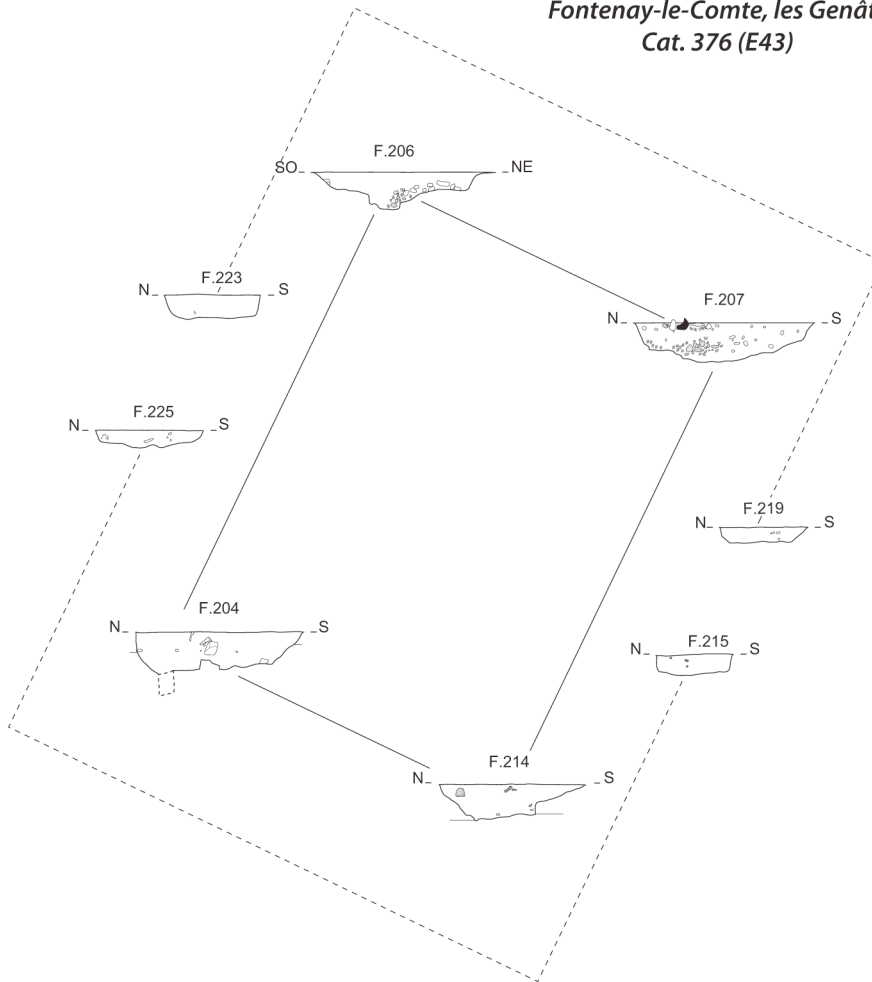 Fontenay-le-Comte, les Genât
Cat. 376 (E43)
F.206
SO NE
F.223
N S
F.207
N S
F.225
N S
F.219
N S
F.204
N S
F.215
N S
F.214
N S